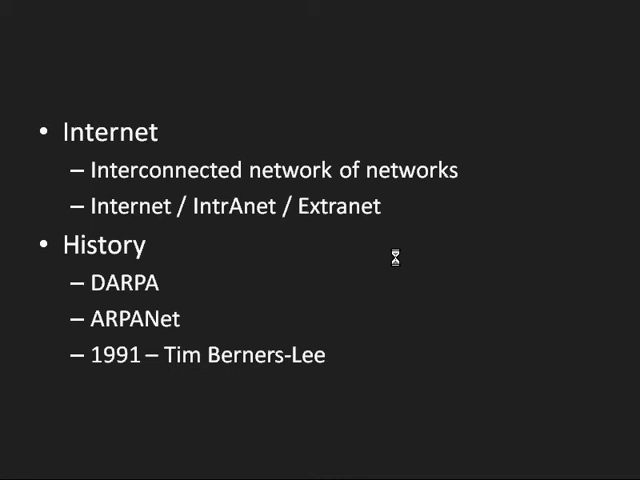 • Internet
– Interconnected network of networks
– Internet / IntrAnet / Extranet
• History
– DARPA
– ARPANet
– 1991 – Tim Berners-Lee